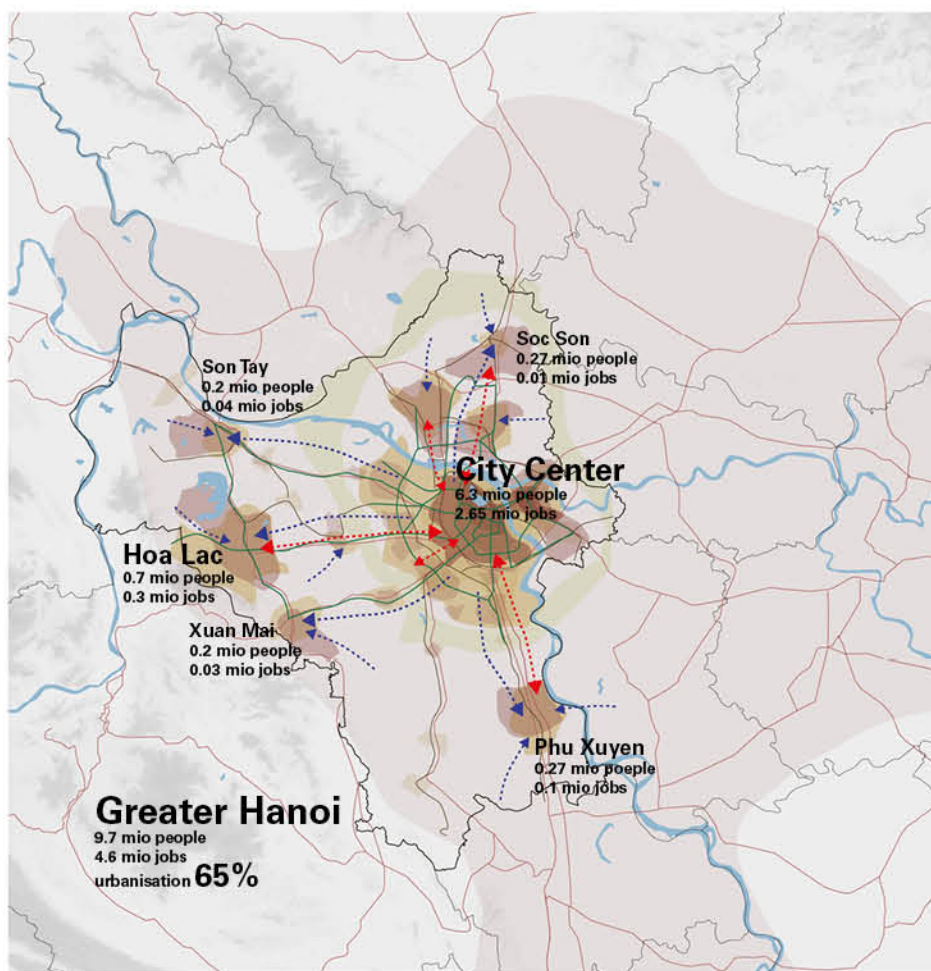 Soc Son
0.27 mio people
0.01 mio jobs
Son Tay
0.2 mio people
0.04 mio jobs
City Center
6.3 mio people
2.65 mio jobs
Hoa Lac
0.7 mio people
0.3 mio jobs
Xuan Mai
0.2 mio people
0.03 mio jobs
Phu Xuyen
0.27 mio poeple
0.1 mio jobs
Greater Hanoi
9.7 mio people
4.6 mio jobs
urbanisation 65%